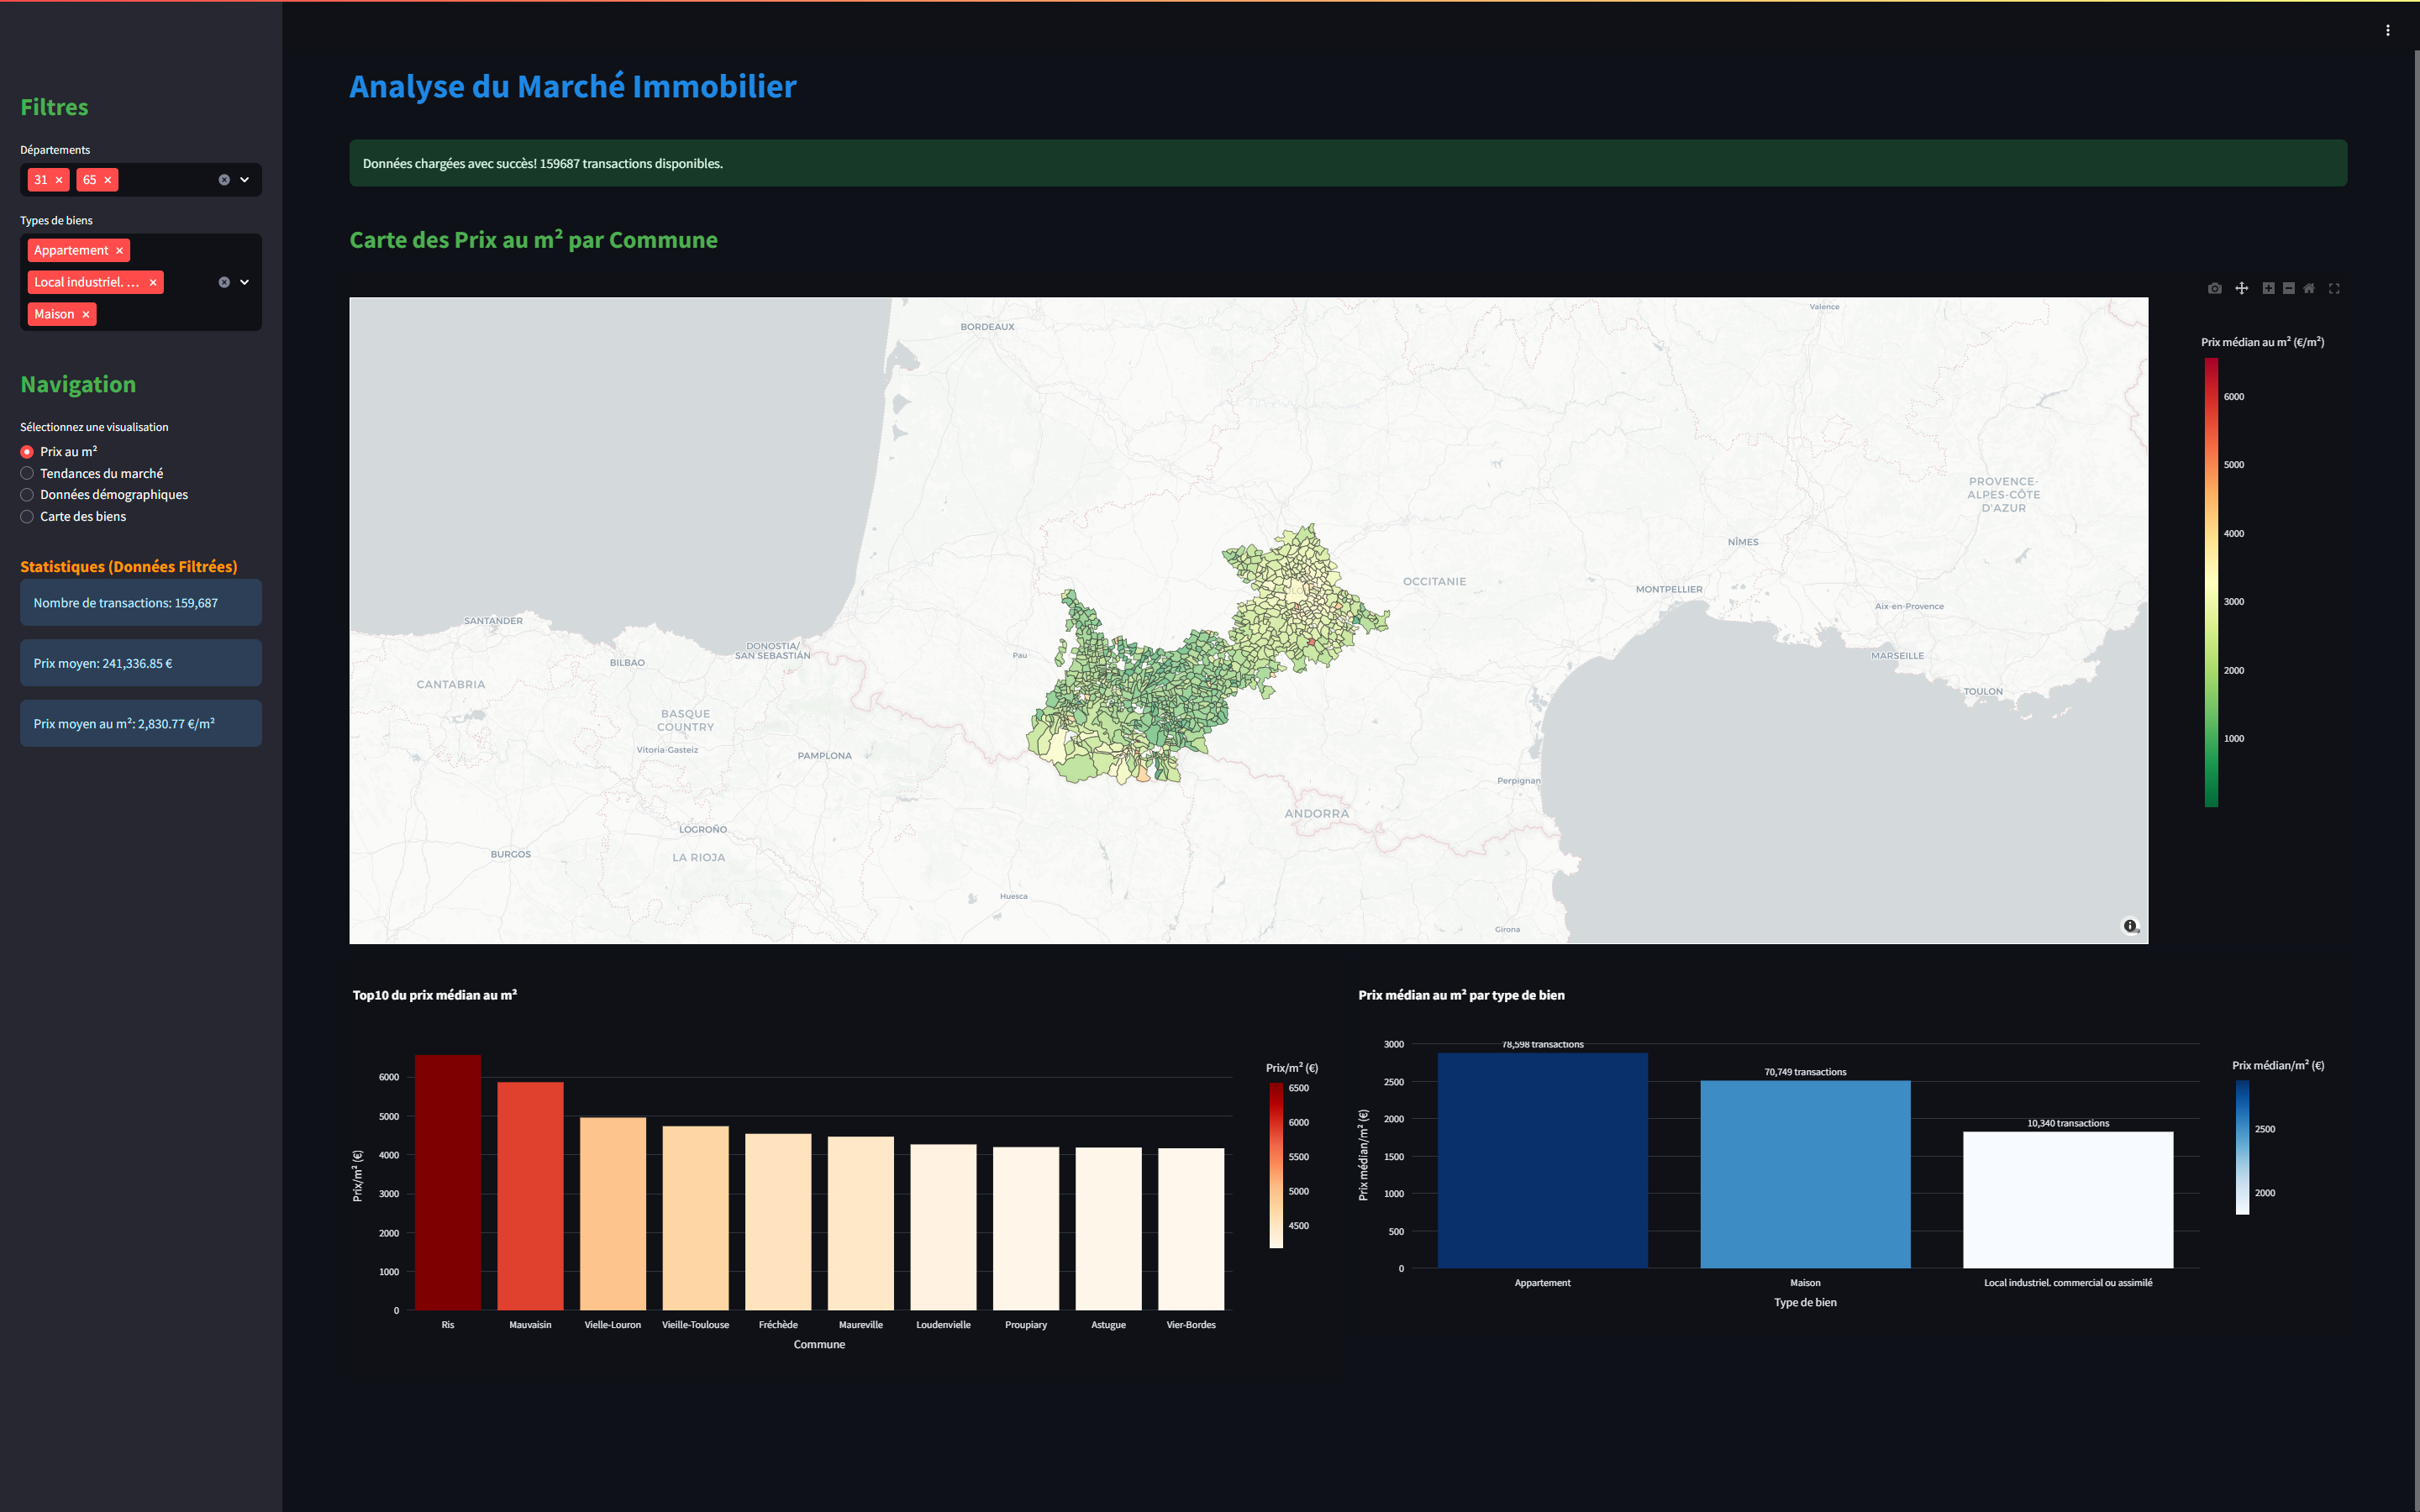 Filtres
Départements
31
65
Types de biens
Appartement
Local industriel. ...
Maison
Navigation
Sélectionnez une visualisation
Prix au m²
Tendances du marché
Données démographiques
Carte des biens
Statistiques (Données Filtrées)
Nombre de transactions: 159,687
Prix moyen: 241,336.85 €
Prix moyen au m²: 2,830.77 €/m²
Analyse du Marché Immobilier
Données chargées avec succès! 159687 transactions disponibles.
Carte des Prix au m² par Commune
BORDEAUX
Valence
PROVENCE-
ALPES-CÔTE
D'AZUR
NÎMES
OCCITANIE
MONTPELLIER
Aix-en-Provence
SANTANDER
DONOSTIA/
SAN SEBASTIÁN
BILBAO
Pau
MARSEILLE
CANTABRIA
TOULON
BASQUE
COUNTRY
Vitoria-Gasteiz
PAMPLONA
Perpignan
ANDORRA
LOGROÑO
BURGOS
LA RIOJA
Huesca
Girona
Prix médian au m² (€/m²)
6000
5000
4000
3000
2000
1000
Top10 du prix médian au m²
Prix/m² (€)
6000
5000
4000
3000
2000
1000
0
Ris
Mauvaisin
Vielle-Louron
Vieille-Toulouse
Fréchède
Maureville
Loudenvielle
Proupiary
Astugue
Vier-Bordes
Commune
Prix/m² (€)
6500
6000
5500
5000
4500
Prix médian au m² par type de bien
Prix médian/m² (€)
3000
2500
2000
1500
1000
500
0
78,598 transactions
70,749 transactions
10,340 transactions
Appartement
Maison
Local industriel. commercial ou assimilé
Type de bien
Prix médian/m² (€)
2500
2000